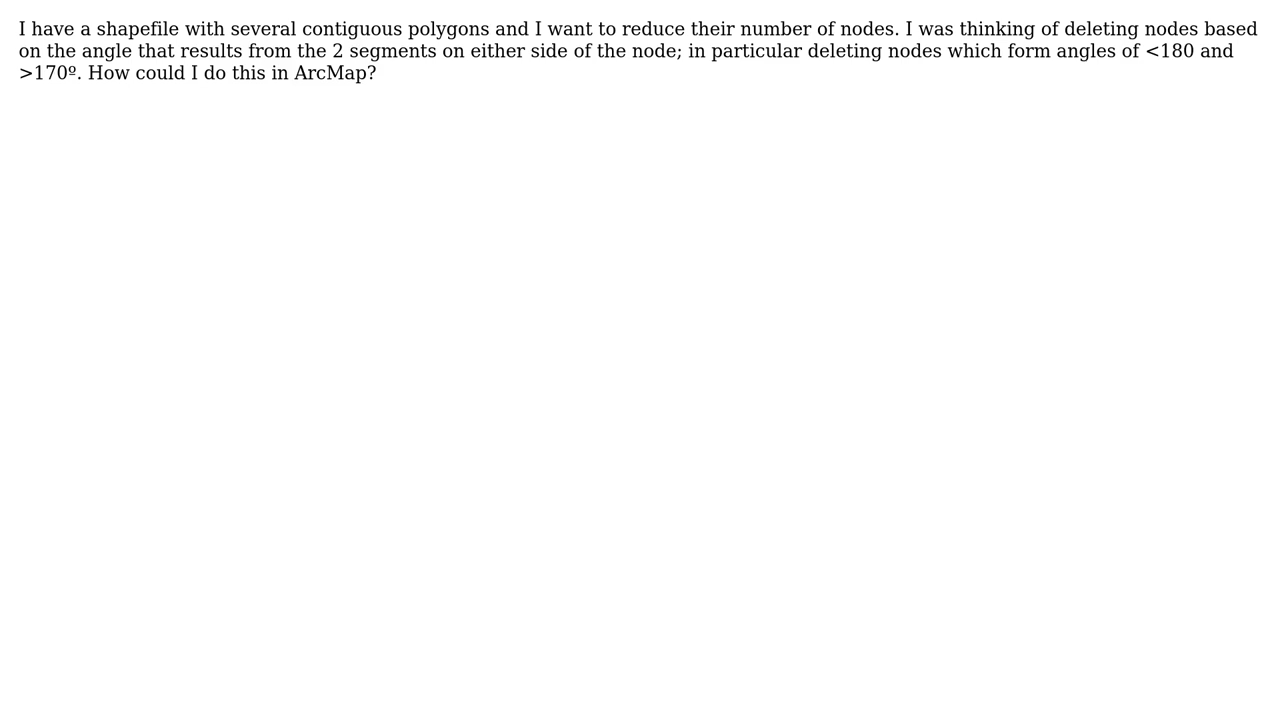 I have a shapefile with several contiguous polygons and I want to reduce their number of nodes. I was thinking of deleting nodes based
on the angle that results from the 2 segments on either side of the node; in particular deleting nodes which form angles of <180 and
>170º. How could I do this in ArcMap?